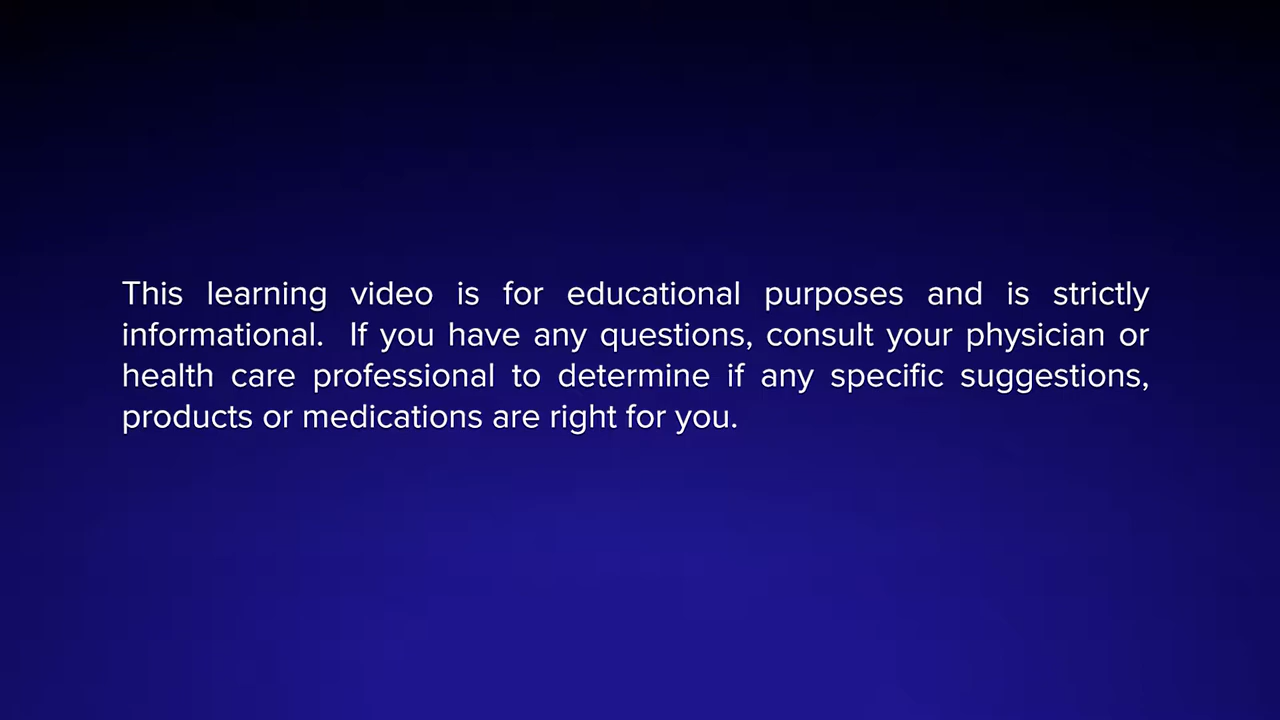 This learning video is for educational purposes and is strictly
informational.  If you have any questions, consult your physician or
health care professional to determine if any specific suggestions,
products or medications are right for you.